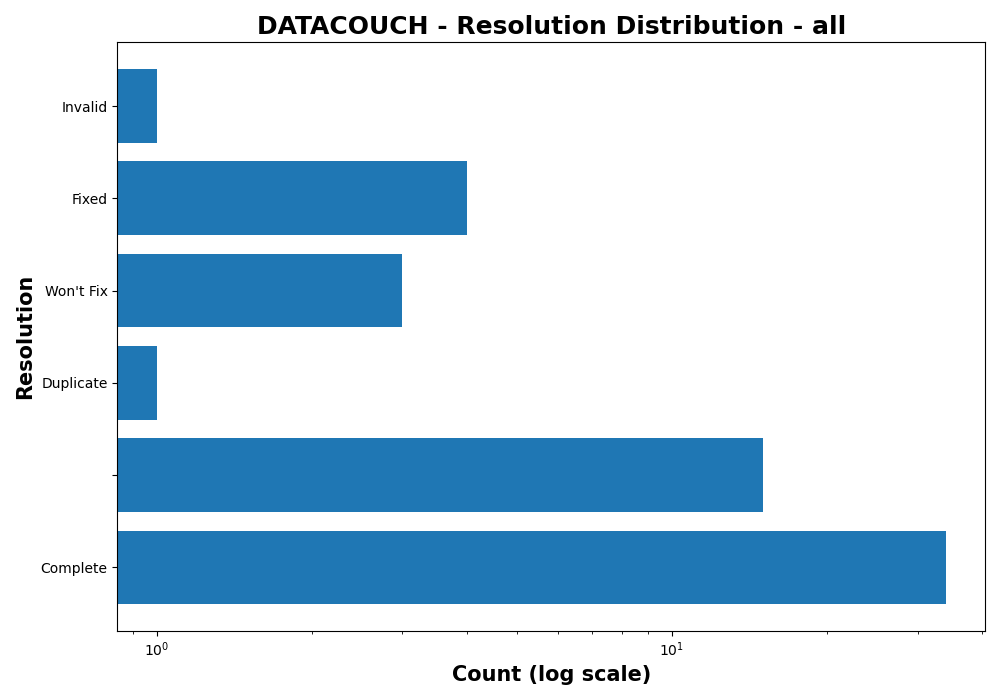 DATACOUCH - Resolution Distribution - all
Invalid
Fixed
Won't Fix
Duplicate
Complete
Resolution
10⁰
10¹
Count (log scale)